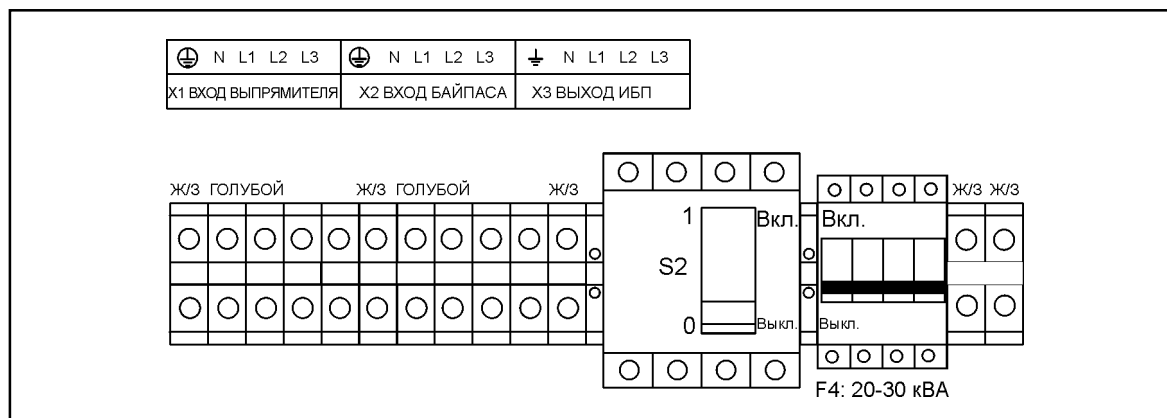 N L1 L2 L3 N L1 L2 L3 N L1 L2 L3
X1 ВХОД ВЫПРЯМИТЕЛЯ X2 ВХОД БАЙПАСА X3 ВЫХОД ИБП
Ж/З ГОЛУБОЙ Ж/З ГОЛУБОЙ Ж/З Ж/З Ж/З
1 Вкл. Вкл.
S2
0 Выкл. Выкл.
F4: 20-30 кВА